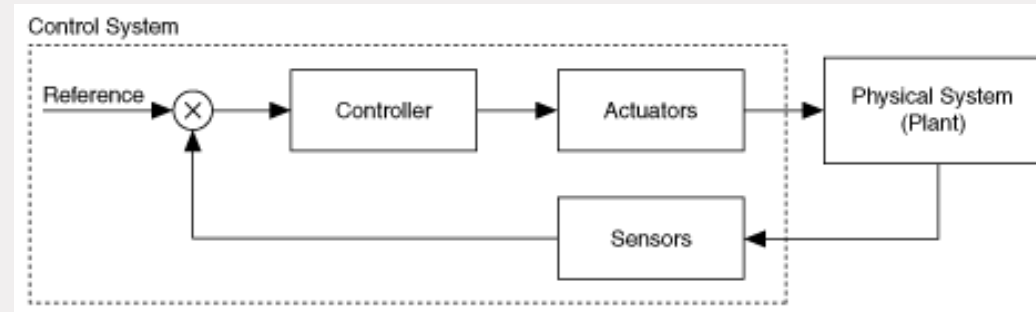 Control System
Reference
Controller
Actuators
Physical System
(Plant)
Sensors